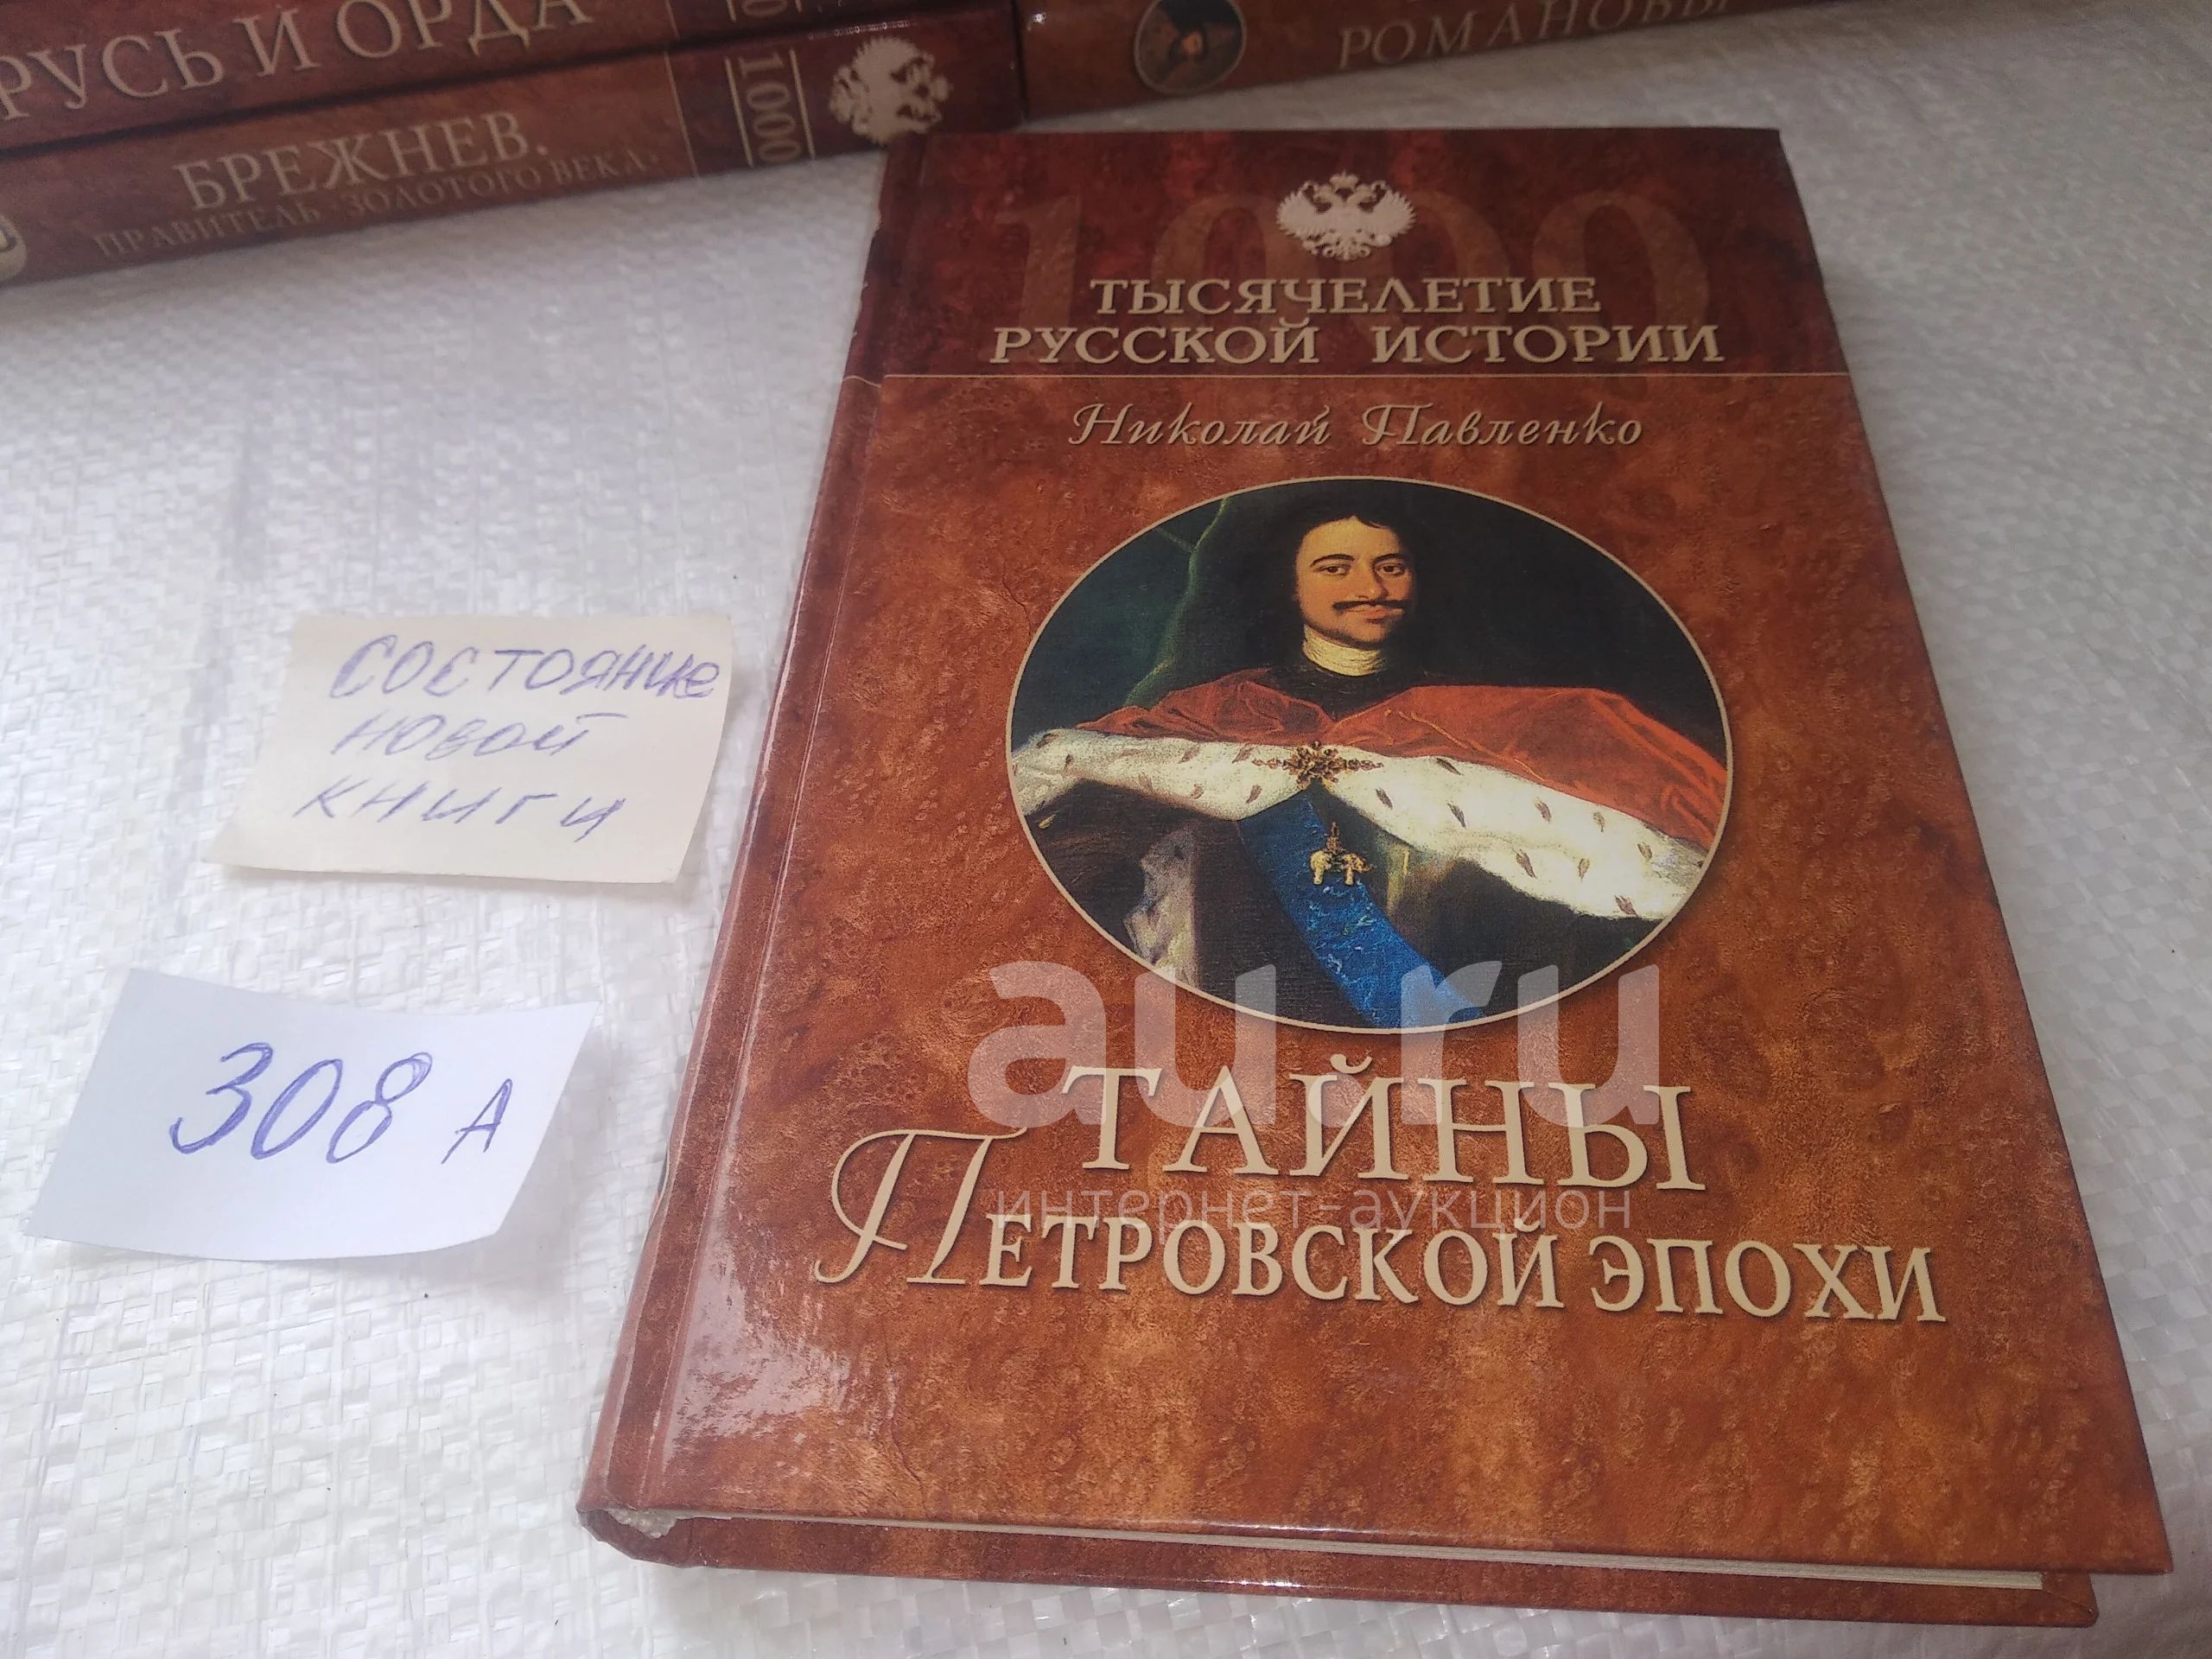 РУСЬ И ОРДА
РОМАНОВЫ
БРЕЖНЕВ.
ПРАВИТЕЛЬ «ЗОЛОТОГО ВЕКА»
1000
1000
ТЫСЯЧЕЛЕТИЕ
РУССКОЙ ИСТОРИИ
Николай Павленко
СОСТОЯНИе
НОВОЙ
КНИГИ
308 А
au.ru
ТАЙНЫ
интернет-аукцион
ПЕТРОВСКОЙ ЭПОХИ